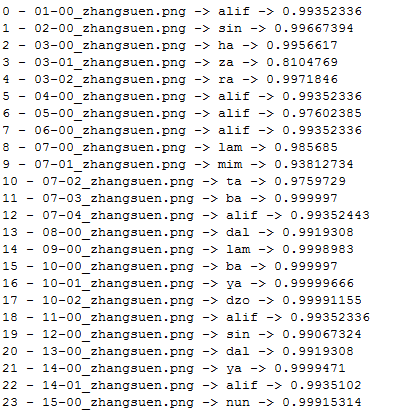 0 - 01-00_zhangsuen.png -> alif -> 0.99352336
1 - 02-00_zhangsuen.png -> sin -> 0.99667394
2 - 03-00_zhangsuen.png -> ha -> 0.9956617
3 - 03-01_zhangsuen.png -> za -> 0.8104769
4 - 03-02_zhangsuen.png -> ra -> 0.9971846
5 - 04-00_zhangsuen.png -> alif -> 0.99352336
6 - 05-00_zhangsuen.png -> alif -> 0.97602385
7 - 06-00_zhangsuen.png -> alif -> 0.99352336
8 - 07-00_zhangsuen.png -> lam -> 0.985685
9 - 07-01_zhangsuen.png -> mim -> 0.93812734
10 - 07-02_zhangsuen.png -> ta -> 0.9759729
11 - 07-03_zhangsuen.png -> ba -> 0.999997
12 - 07-04_zhangsuen.png -> alif -> 0.99352443
13 - 08-00_zhangsuen.png -> dal -> 0.9919308
14 - 09-00_zhangsuen.png -> lam -> 0.9998983
15 - 10-00_zhangsuen.png -> ba -> 0.999997
16 - 10-01_zhangsuen.png -> ya -> 0.99999666
17 - 10-02_zhangsuen.png -> dzo -> 0.99991155
18 - 11-00_zhangsuen.png -> alif -> 0.99352336
19 - 12-00_zhangsuen.png -> sin -> 0.99067324
20 - 13-00_zhangsuen.png -> dal -> 0.9919308
21 - 14-00_zhangsuen.png -> ya -> 0.9999471
22 - 14-01_zhangsuen.png -> alif -> 0.9935102
23 - 15-00_zhangsuen.png -> nun -> 0.99915314